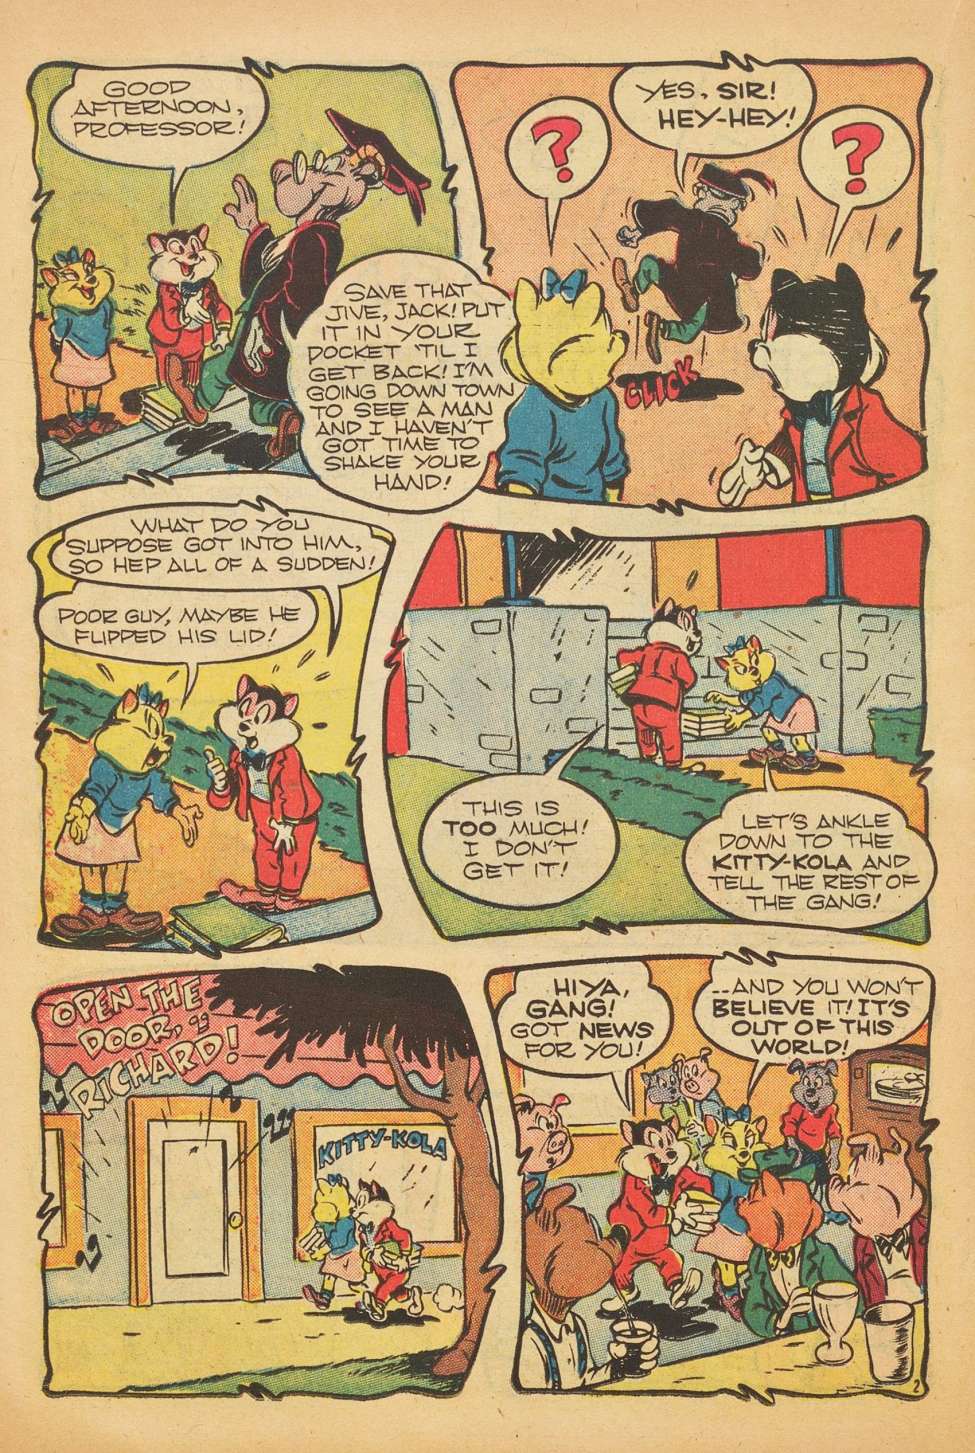 GOOD
AFTERNOON,
PROFESSOR!
SAVE THAT
JIVE, JACK! PUT
IT IN YOUR
POCKET 'TIL I
GET BACK! I'M
GOING DOWN TOWN
TO SEE A MAN
AND I HAVEN'T
GOT TIME TO
SHAKE YOUR
HAND!
?
YES, SIR!
HEY-HEY!
?
CLICK
WHAT DO YOU
SUPPOSE GOT INTO HIM,
SO HEP ALL OF A SUDDEN!
POOR GUY, MAYBE HE
FLIPPED HIS LID!
THIS IS
TOO MUCH!
I DON'T
GET IT!
LET'S ANKLE
DOWN TO THE
KITTY-KOLA AND
TELL THE REST OF
THE GANG!
OPEN THE
DOOR,
RICHARD!
KITTY-KOLA
HIYA,
GANG!
GOT NEWS
FOR YOU!
--AND YOU WON'T
BELIEVE IT! IT'S
OUT OF THIS
WORLD!
2